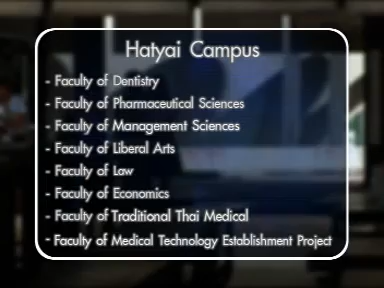 Hatyai Campus
- Faculty of Dentistry
- Faculty of Pharmaceutical Sciences
- Faculty of Management Sciences
- Faculty of Liberal Arts
- Faculty of Law
- Faculty of Economics
- Faculty of Traditional Thai Medical
- Faculty of Medical Technology Establishment Project